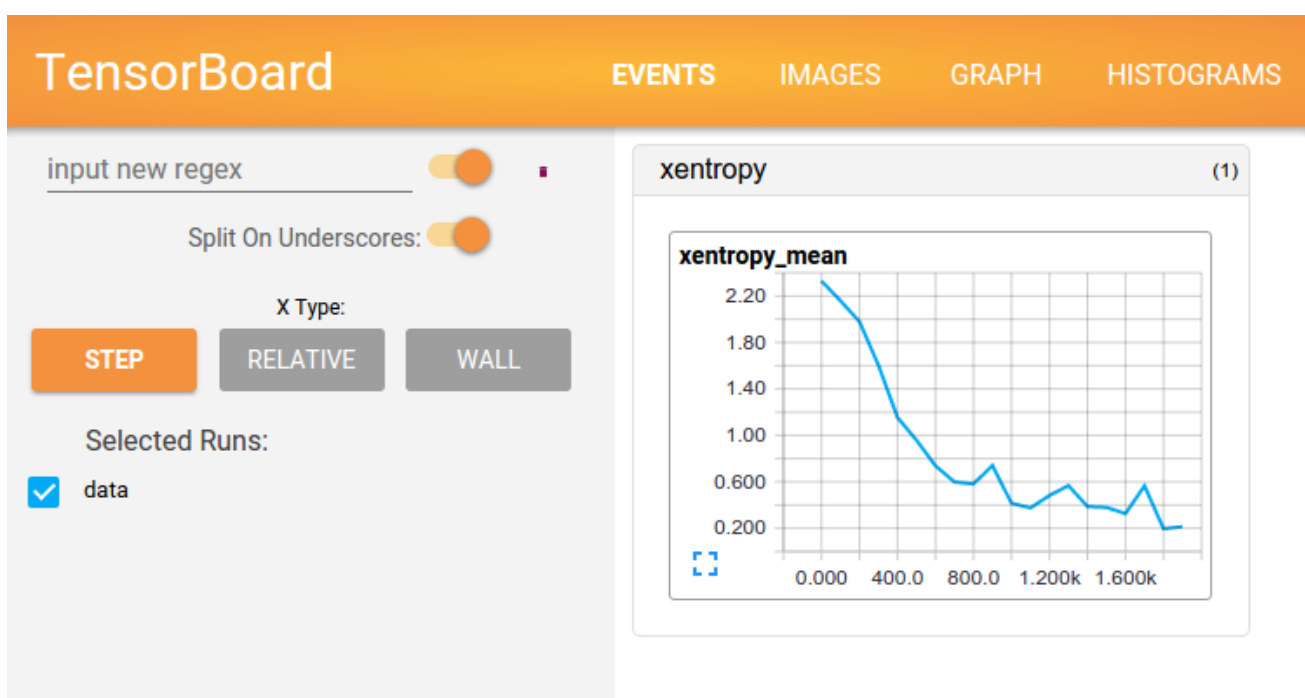 TensorBoard EVENTS IMAGES GRAPH HISTOGRAMS
input new regex
Split On Underscores:
X Type:
STEP RELATIVE WALL
Selected Runs:
data
xentropy (1)
xentropy_mean
2.20
1.80
1.40
1.00
0.600
0.200
0.000 400.0 800.0 1.200k 1.600k